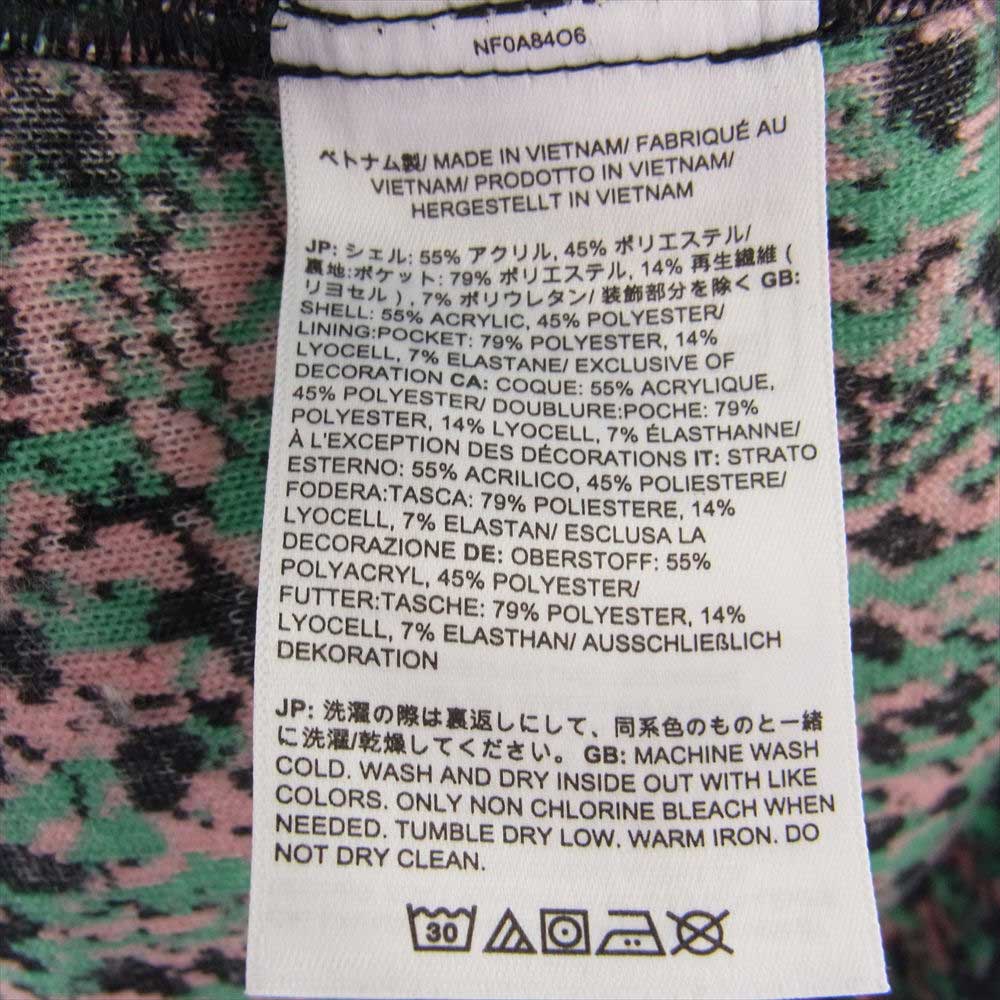 NF0A84O6
ベトナム製/ MADE IN VIETNAM/ FABRIQUÉ AU
VIETNAM/ PRODOTTO IN VIETNAM/
HERGESTELLT IN VIETNAM
JP: シェル: 55% アクリル, 45% ポリエステル/
裏地:ポケット: 79% ポリエステル, 14% 再生繊維 (
リヨセル ) , 7% ポリウレタン/ 装飾部分を除く GB:
SHELL: 55% ACRYLIC, 45% POLYESTER/
LINING:POCKET: 79% POLYESTER, 14%
LYOCELL, 7% ELASTANE/ EXCLUSIVE OF
DECORATION CA: COQUE: 55% ACRYLIQUE,
45% POLYESTER/ DOUBLURE:POCHE: 79%
POLYESTER, 14% LYOCELL, 7% ÉLASTHANNE/
À L'EXCEPTION DES DÉCORATIONS IT: STRATO
ESTERNO: 55% ACRILICO, 45% POLIESTERE/
FODERA:TASCA: 79% POLIESTERE, 14%
LYOCELL, 7% ELASTAN/ ESCLUSA LA
DECORAZIONE DE: OBERSTOFF: 55%
POLYACRYL, 45% POLYESTER/
FUTTER:TASCHE: 79% POLYESTER, 14%
LYOCELL, 7% ELASTHAN/ AUSSCHLIEßLICH
DEKORATION
JP: 洗濯の際は裏返しにして、同系色のものと一緒
に洗濯/乾燥してください。 GB: MACHINE WASH
COLD. WASH AND DRY INSIDE OUT WITH LIKE
COLORS. ONLY NON CHLORINE BLEACH WHEN
NEEDED. TUMBLE DRY LOW. WARM IRON. DO
NOT DRY CLEAN.
30